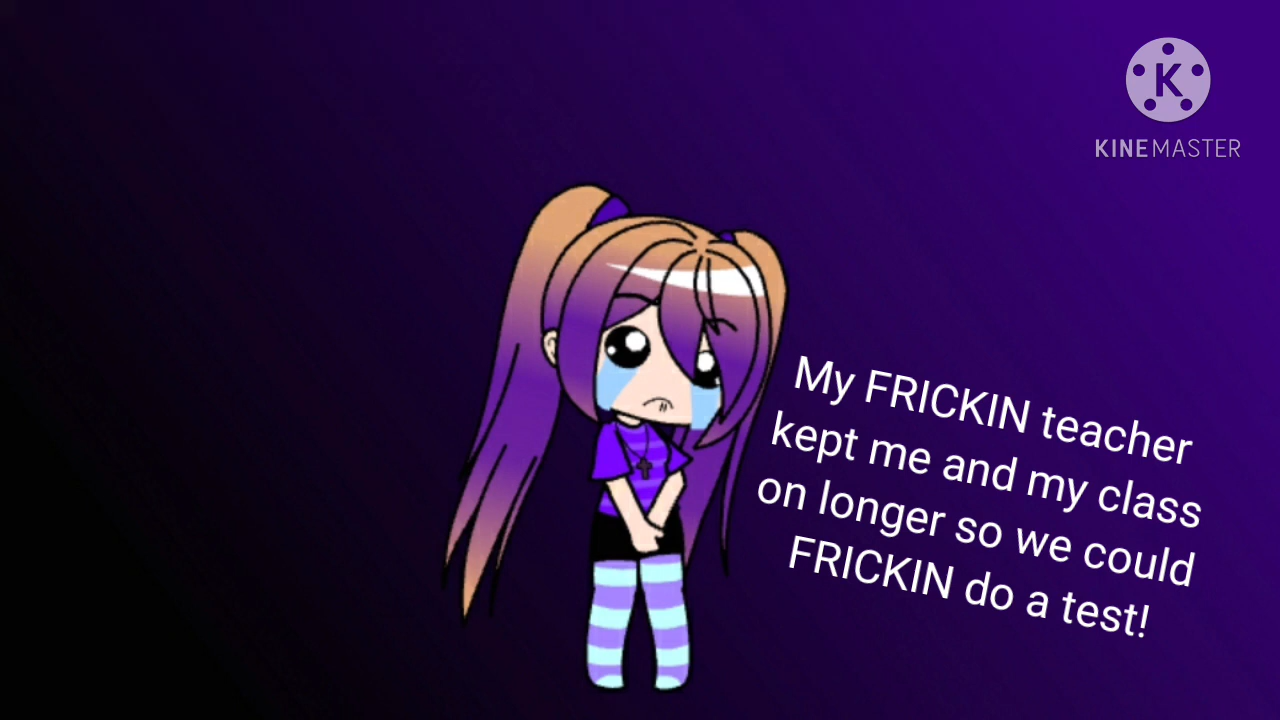 K
KINEMASTER
My FRICKIN teacher
kept me and my class
on longer so we could
FRICKIN do a test!